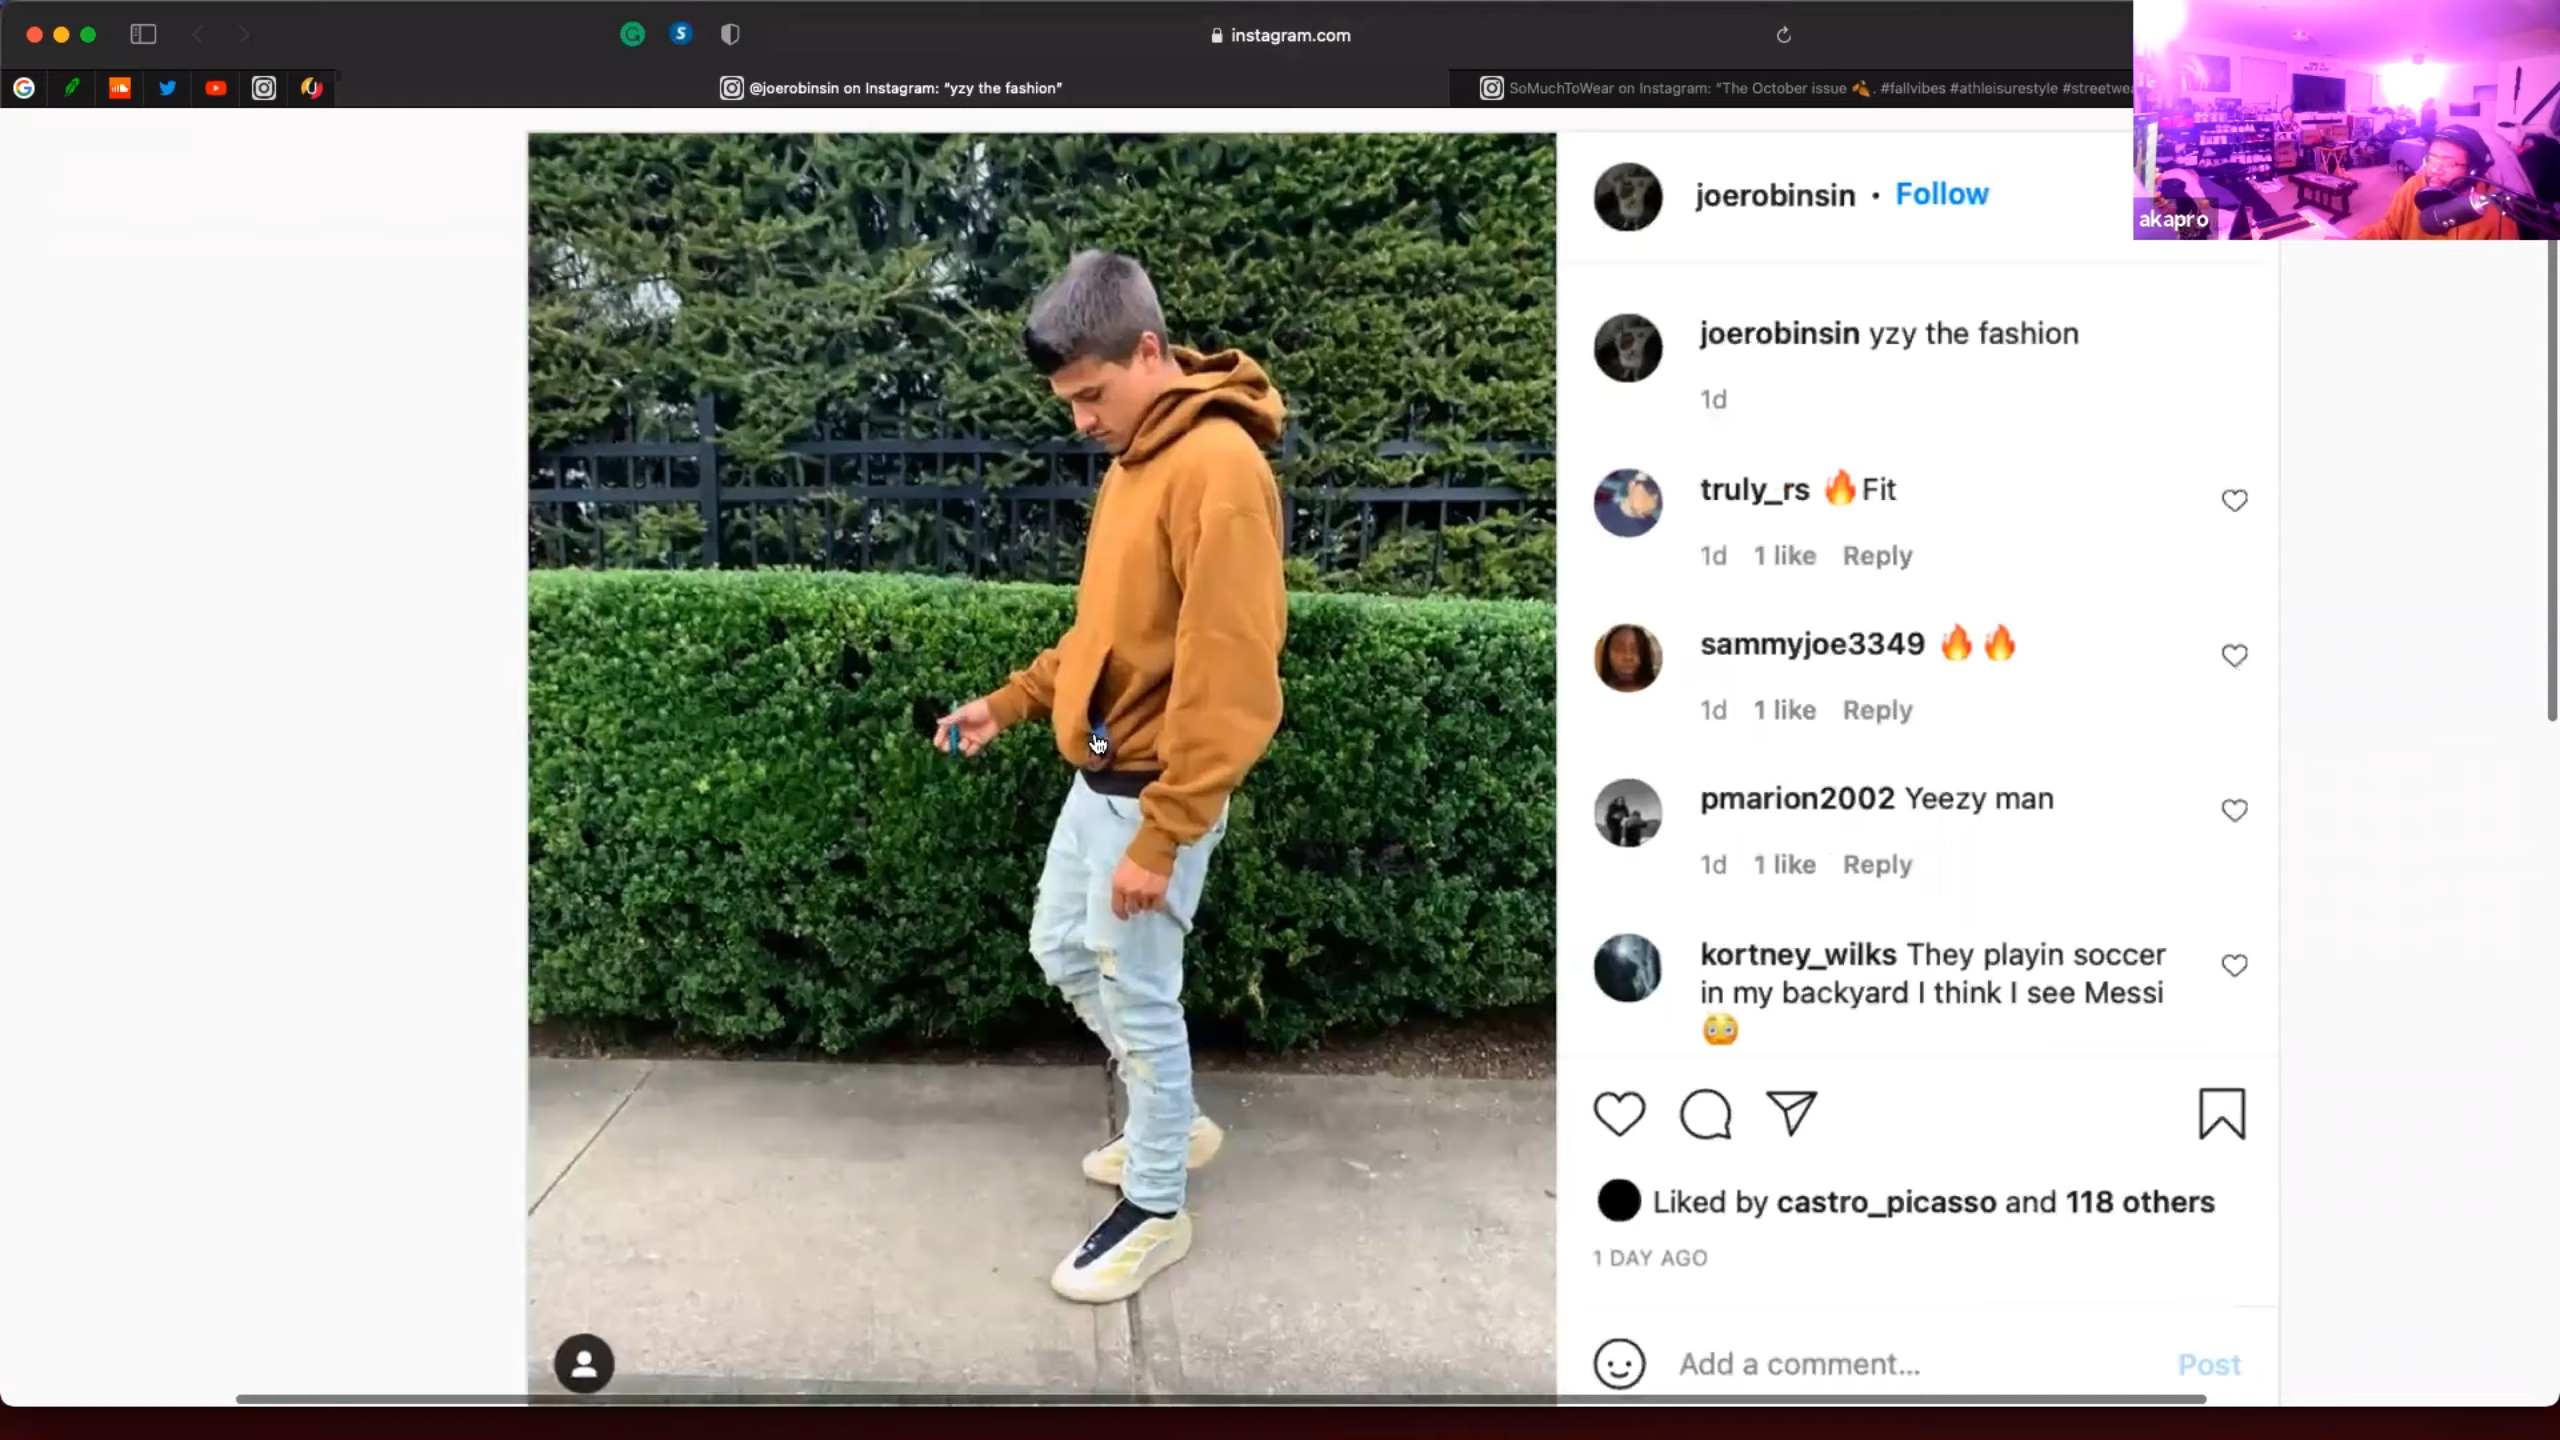 instagram.com
@joerobinsin on Instagram: “yzy the fashion”
SoMuchToWear on Instagram: “The October issue 🍂 . #fallvibes #athleisurestyle #streetwea
akapro
joerobinsin • Follow
joerobinsin yzy the fashion
1d
truly_rs 🔥Fit
1d 1 like Reply
sammyjoe3349 🔥🔥
1d 1 like Reply
pmarion2002 Yeezy man
1d 1 like Reply
kortney_wilks They playin soccer
in my backyard I think I see Messi
😳
Liked by castro_picasso and 118 others
1 DAY AGO
Add a comment... Post